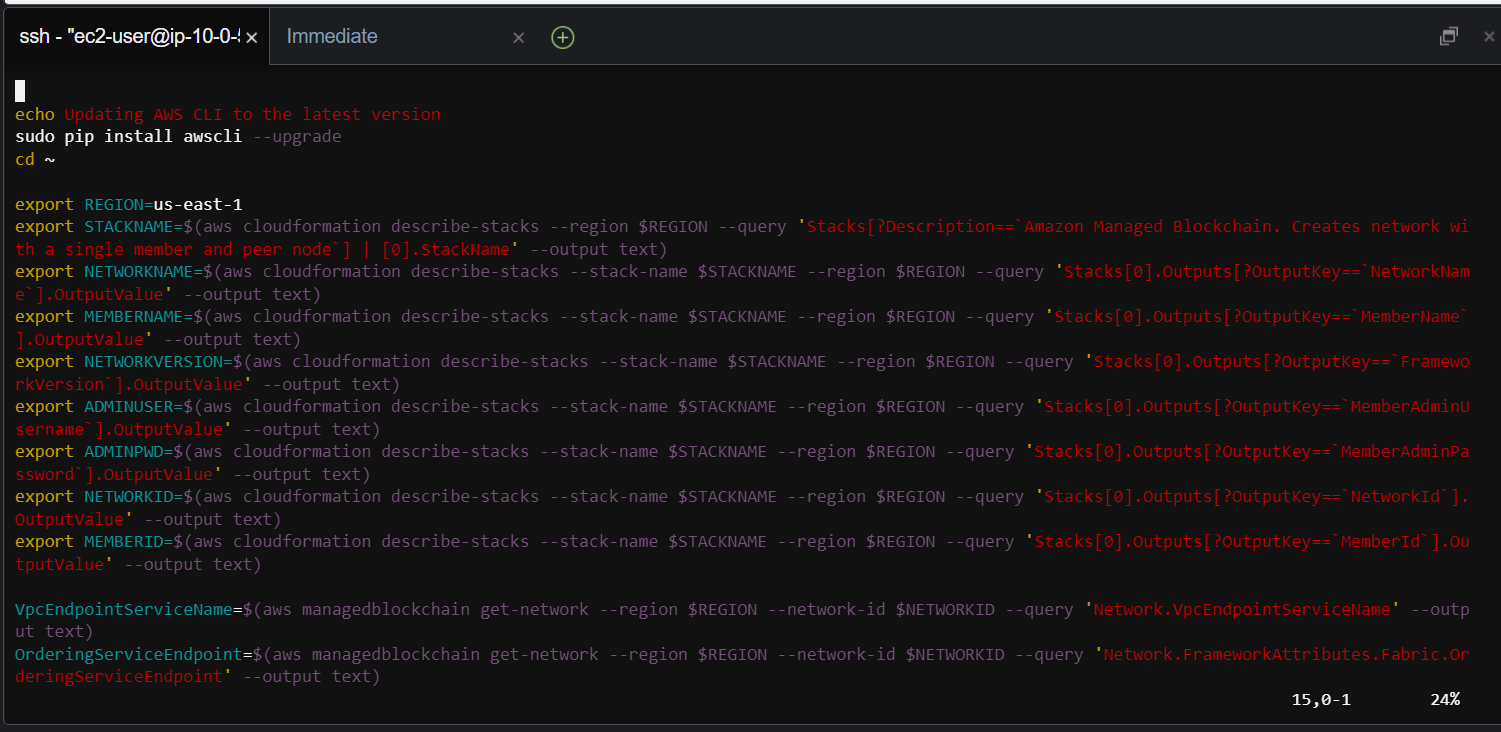 ssh - "ec2-user@ip-10-0-5 × Immediate ×
echo Updating AWS CLI to the latest version
sudo pip install awscli --upgrade
cd ~
export REGION=us-east-1
export STACKNAME=$(aws cloudformation describe-stacks --region $REGION --query 'Stacks[?Description==`Amazon Managed Blockchain. Creates network wi
th a single member and peer node`] | [0].StackName' --output text)
export NETWORKNAME=$(aws cloudformation describe-stacks --stack-name $STACKNAME --region $REGION --query 'Stacks[0].Outputs[?OutputKey==`NetworkNam
e`].OutputValue' --output text)
export MEMBERNAME=$(aws cloudformation describe-stacks --stack-name $STACKNAME --region $REGION --query 'Stacks[0].Outputs[?OutputKey==`MemberName`
].OutputValue' --output text)
export NETWORKVERSION=$(aws cloudformation describe-stacks --stack-name $STACKNAME --region $REGION --query 'Stacks[0].Outputs[?OutputKey==`Framewo
rkVersion`].OutputValue' --output text)
export ADMINUSER=$(aws cloudformation describe-stacks --stack-name $STACKNAME --region $REGION --query 'Stacks[0].Outputs[?OutputKey==`MemberAdminU
sername`].OutputValue' --output text)
export ADMINPWD=$(aws cloudformation describe-stacks --stack-name $STACKNAME --region $REGION --query 'Stacks[0].Outputs[?OutputKey==`MemberAdminPa
ssword`].OutputValue' --output text)
export NETWORKID=$(aws cloudformation describe-stacks --stack-name $STACKNAME --region $REGION --query 'Stacks[0].Outputs[?OutputKey==`NetworkId`].
OutputValue' --output text)
export MEMBERID=$(aws cloudformation describe-stacks --stack-name $STACKNAME --region $REGION --query 'Stacks[0].Outputs[?OutputKey==`MemberId`].Ou
tputValue' --output text)
VpcEndpointServiceName=$(aws managedblockchain get-network --region $REGION --network-id $NETWORKID --query 'Network.VpcEndpointServiceName' --outp
ut text)
OrderingServiceEndpoint=$(aws managedblockchain get-network --region $REGION --network-id $NETWORKID --query 'Network.FrameworkAttributes.Fabric.Or
deringServiceEndpoint' --output text)
15,0-1 24%